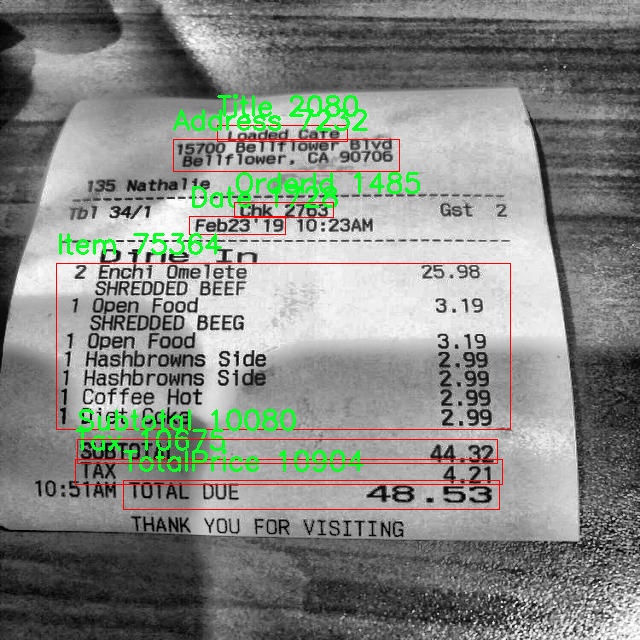 Title 2080
Address 7232
Loaded Cafe
15700 Bellflower Blvd
Bellflower, CA 90706
135 Nathalie
OrderId 1485
Date 1728
Tbl 34/1 Chk 2763 Gst 2
Feb23'19 10:23AM
Item 75364
Dine In
2 Enchi Omelete 25.98
SHREDDED BEEF
1 Open Food 3.19
SHREDDED BEEG
1 Open Food 3.19
1 Hashbrowns Side 2.99
1 Hashbrowns Side 2.99
1 Coffee Hot 2.99
1 Diet Coke 2.99
Subtotal 10080
Tax 10675
SUBTOTAL 44.32
TotalPrice 10904
TAX 4.21
10:51AM TOTAL DUE 48.53
THANK YOU FOR VISITING